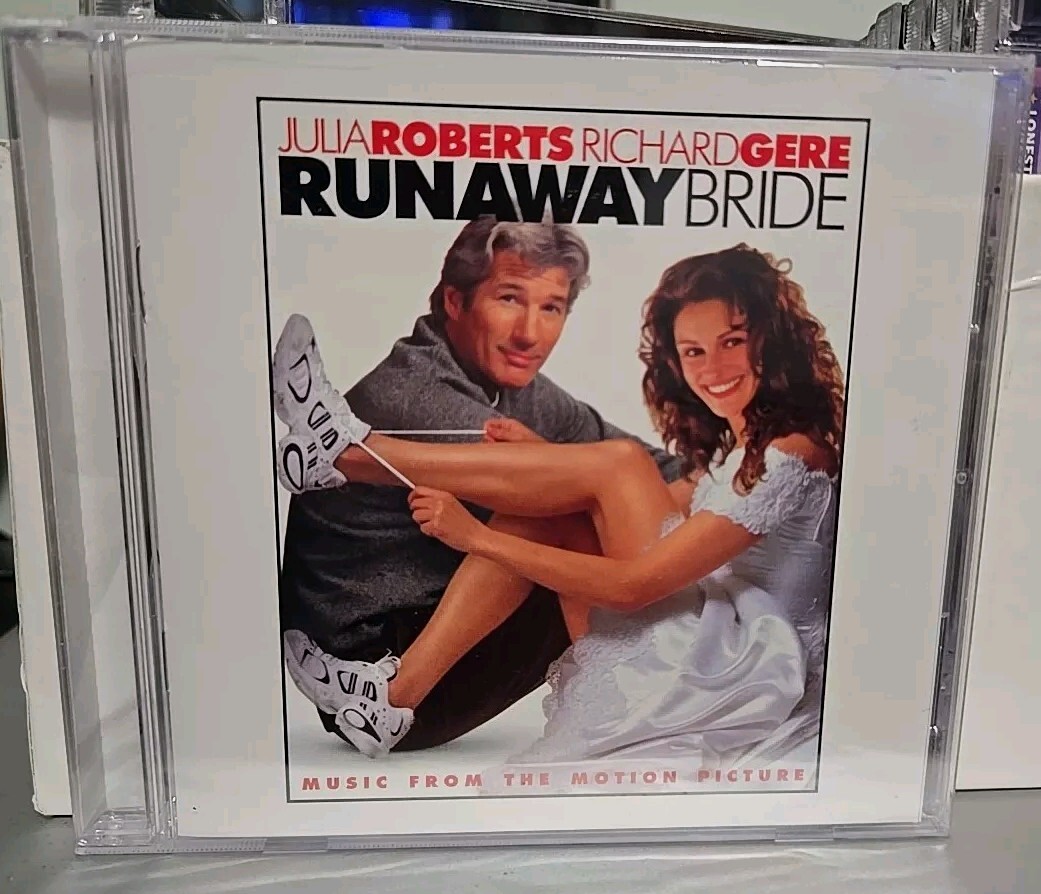 JULIAROBERTS RICHARDGERE
RUNAWAYBRIDE
MUSIC FROM THE MOTION PICTURE